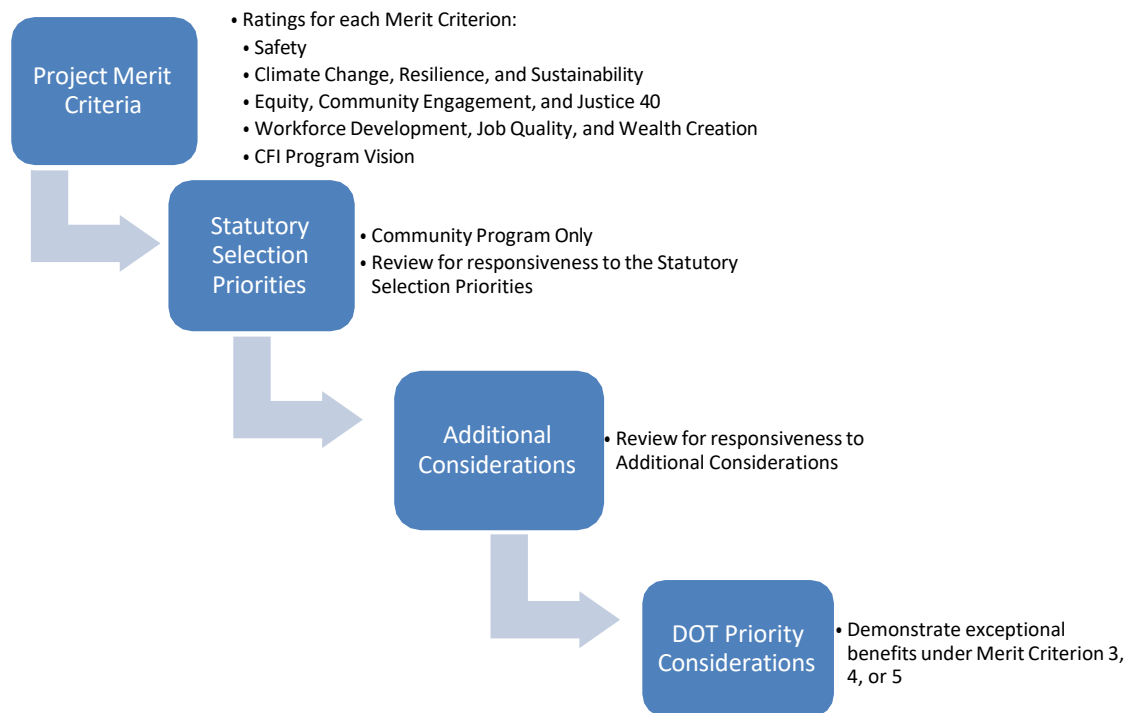 Project Merit
Criteria
• Ratings for each Merit Criterion:
• Safety
• Climate Change, Resilience, and Sustainability
• Equity, Community Engagement, and Justice 40
• Workforce Development, Job Quality, and Wealth Creation
• CFI Program Vision
Statutory
Selection
Priorities
• Community Program Only
• Review for responsiveness to the Statutory
Selection Priorities
Additional
Considerations
• Review for responsiveness to
Additional Considerations
DOT Priority
Considerations
• Demonstrate exceptional
benefits under Merit Criterion 3,
4, or 5